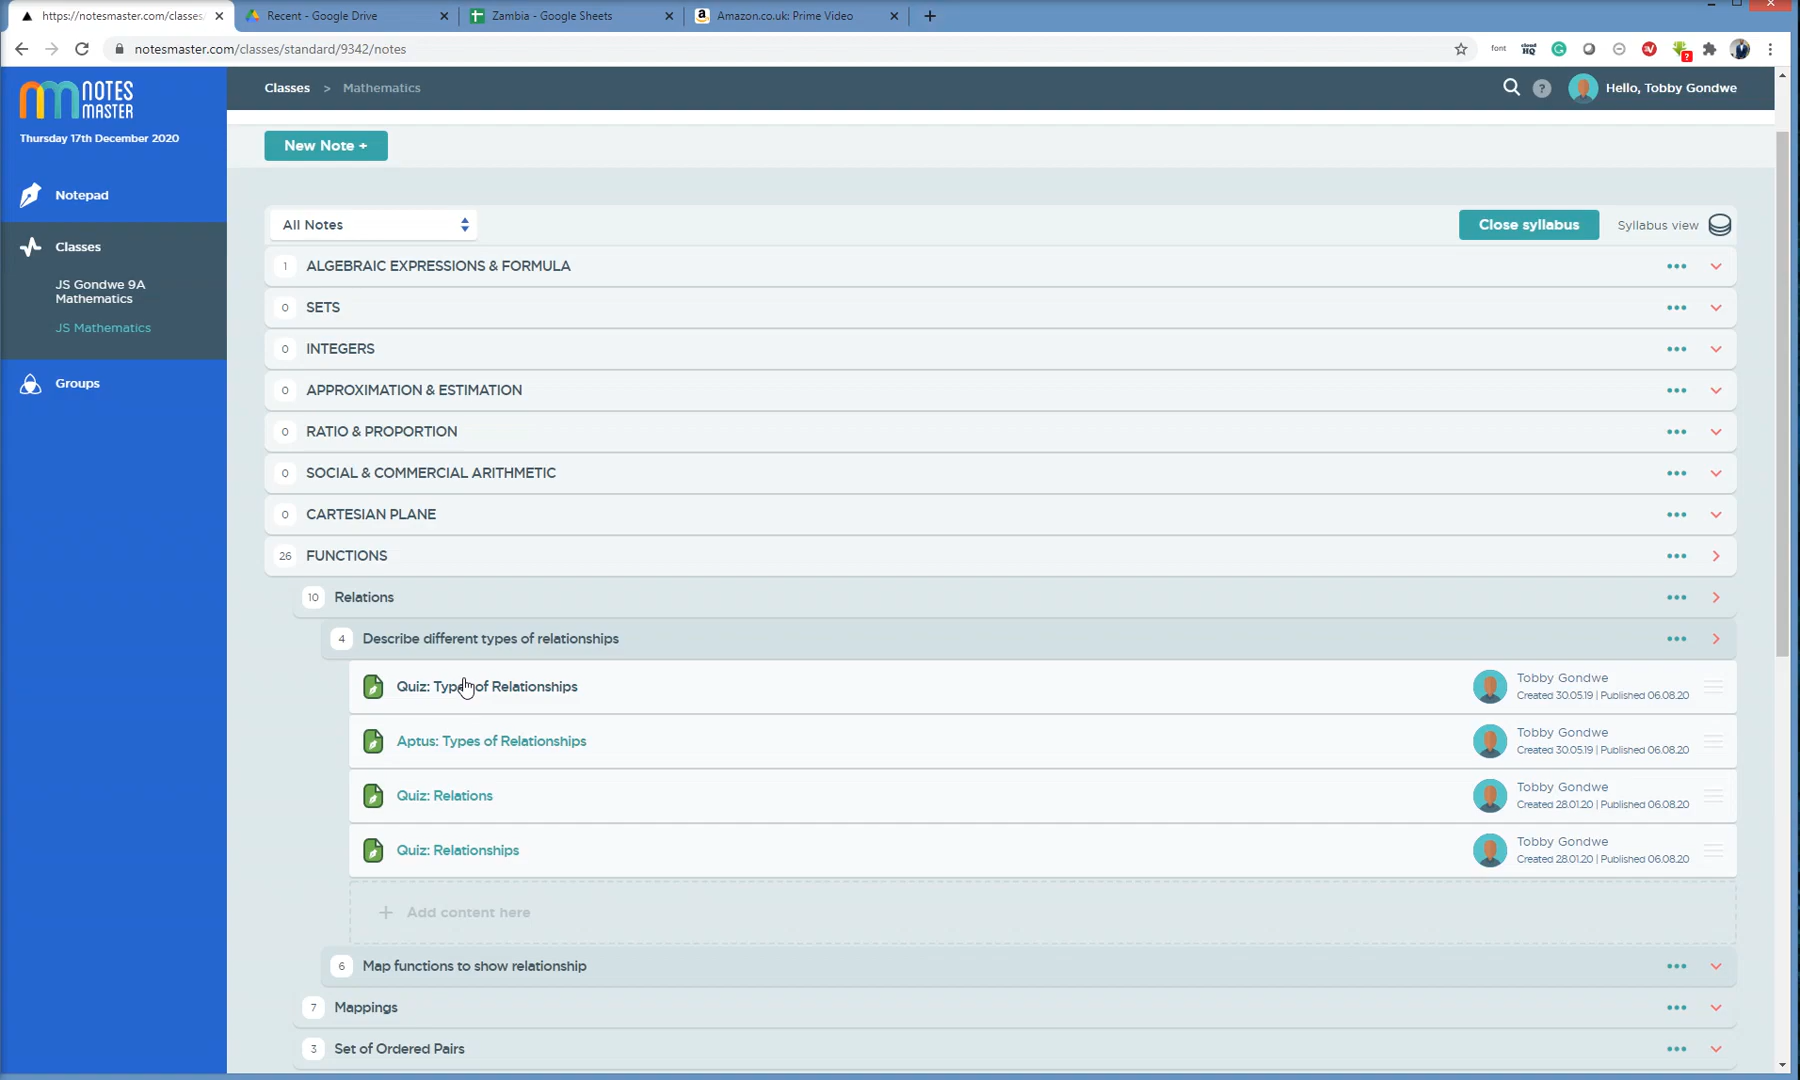 https://notesmaster.com/classes.
Recent - Google Drive
Zambia - Google Sheets
Amazon.co.uk: Prime Video
notesmaster.com/classes/standard/9342/notes
font
cloud HQ
NOTES
MASTER
Thursday 17th December 2020
Notepad
Classes
JS Gondwe 9A
Mathematics
JS Mathematics
Groups
Classes > Mathematics
? Hello, Tobby Gondwe
New Note +
All Notes
Close syllabus
Syllabus view
1 ALGEBRAIC EXPRESSIONS & FORMULA
0 SETS
0 INTEGERS
0 APPROXIMATION & ESTIMATION
0 RATIO & PROPORTION
0 SOCIAL & COMMERCIAL ARITHMETIC
0 CARTESIAN PLANE
26 FUNCTIONS
10 Relations
4 Describe different types of relationships
Quiz: Types of Relationships
Tobby Gondwe
Created 30.05.19 | Published 06.08.20
Aptus: Types of Relationships
Tobby Gondwe
Created 30.05.19 | Published 06.08.20
Quiz: Relations
Tobby Gondwe
Created 28.01.20 | Published 06.08.20
Quiz: Relationships
Tobby Gondwe
Created 28.01.20 | Published 06.08.20
+ Add content here
6 Map functions to show relationship
7 Mappings
3 Set of Ordered Pairs